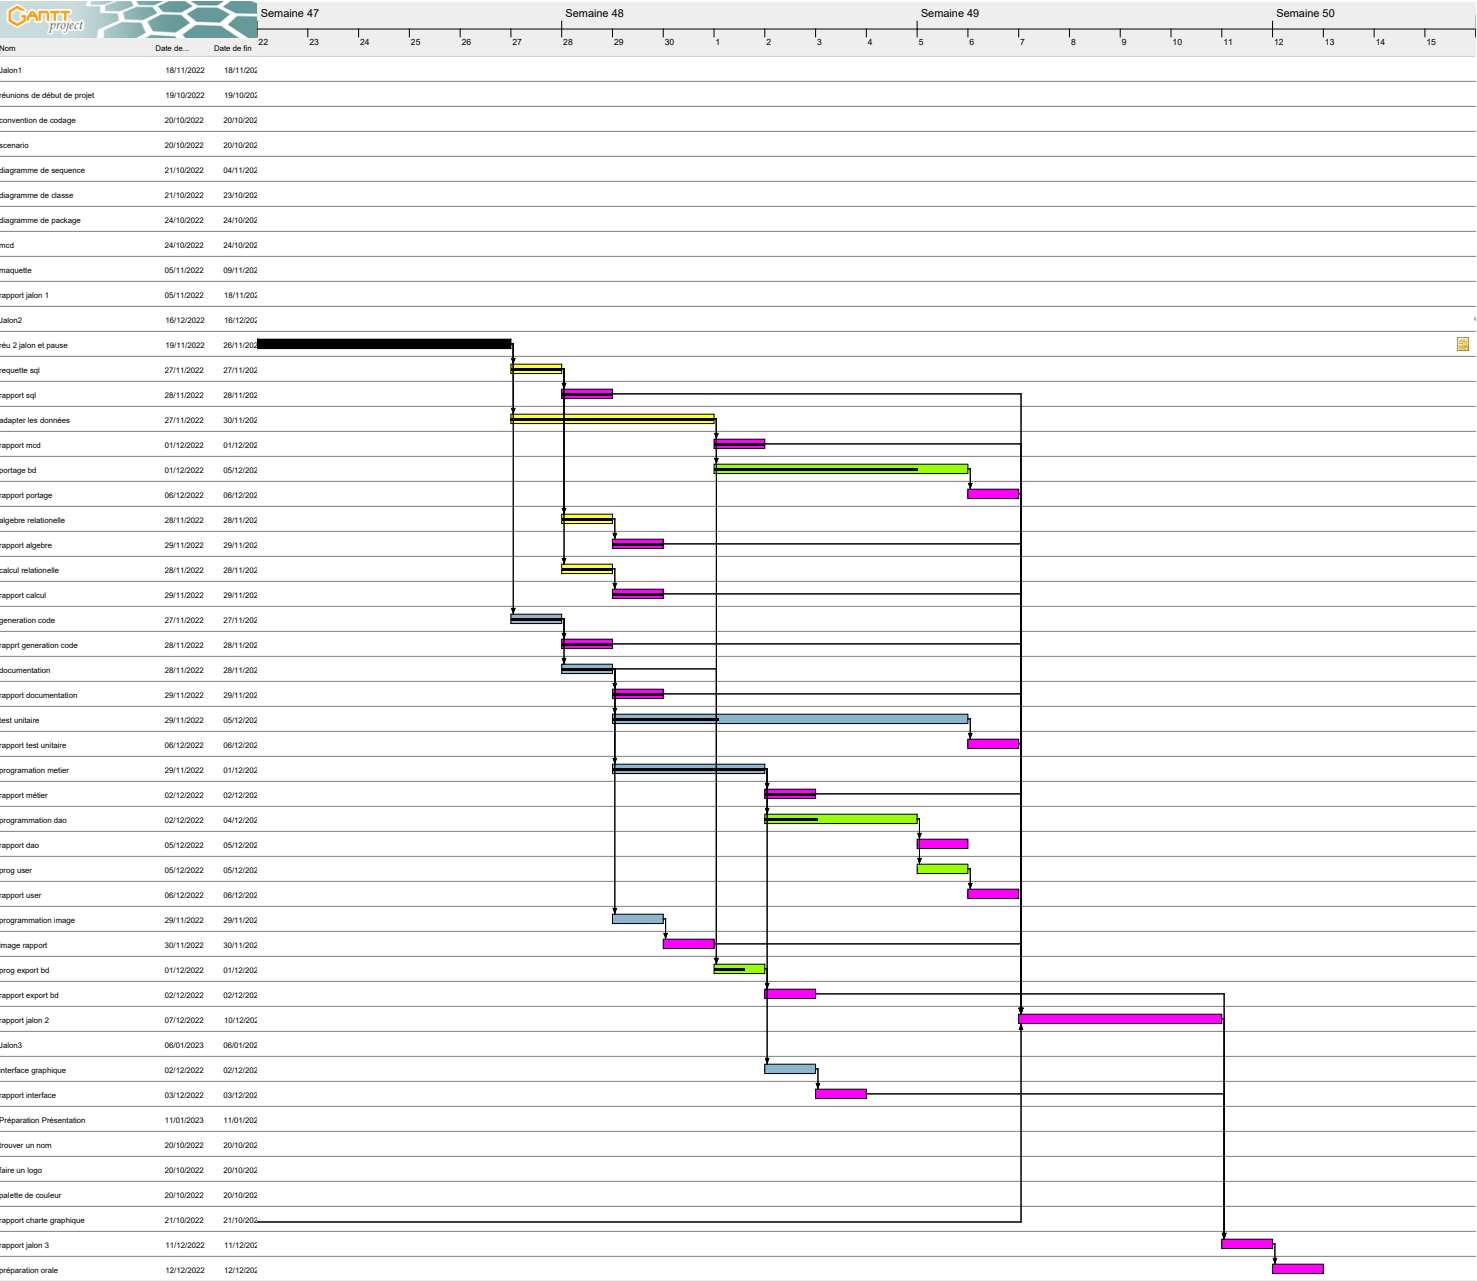 GANTT project
Semaine 47 Semaine 48 Semaine 49 Semaine 50
22 23 24 25 26 27 28 29 30 1 2 3 4 5 6 7 8 9 10 11 12 13 14 15
Nom Date de... Date de fin
Jalon1 18/11/2022 18/11/202
réunions de début de projet 19/10/2022 19/10/202
convention de codage 20/10/2022 20/10/202
scenario 20/10/2022 20/10/202
diagramme de sequence 21/10/2022 04/11/202
diagramme de classe 21/10/2022 23/10/202
diagramme de package 24/10/2022 24/10/202
mcd 24/10/2022 24/10/202
maquette 05/11/2022 09/11/202
rapport jalon 1 05/11/2022 18/11/202
Jalon2 16/12/2022 16/12/202
réu 2 jalon et pause 19/11/2022 26/11/202
requette sql 27/11/2022 27/11/202
rapport sql 28/11/2022 28/11/202
adapter les données 27/11/2022 30/11/202
rapport mcd 01/12/2022 01/12/202
portage bd 01/12/2022 05/12/202
rapport portage 06/12/2022 06/12/202
algebre relationelle 28/11/2022 28/11/202
rapport algebre 29/11/2022 29/11/202
calcul relationelle 28/11/2022 28/11/202
rapport calcul 29/11/2022 29/11/202
generation code 27/11/2022 27/11/202
rapprt generation code 28/11/2022 28/11/202
documentation 28/11/2022 28/11/202
rapport documentation 29/11/2022 29/11/202
test unitaire 29/11/2022 05/12/202
rapport test unitaire 06/12/2022 06/12/202
programation metier 29/11/2022 01/12/202
rapport métier 02/12/2022 02/12/202
programmation dao 02/12/2022 04/12/202
rapport dao 05/12/2022 05/12/202
prog user 05/12/2022 05/12/202
rapport user 06/12/2022 06/12/202
programmation image 29/11/2022 29/11/202
image rapport 30/11/2022 30/11/202
prog export bd 01/12/2022 01/12/202
rapport export bd 02/12/2022 02/12/202
rapport jalon 2 07/12/2022 10/12/202
Jalon3 06/01/2023 06/01/202
interface graphique 02/12/2022 02/12/202
rapport interface 03/12/2022 03/12/202
Préparation Présentation 11/01/2023 11/01/202
trouver un nom 20/10/2022 20/10/202
faire un logo 20/10/2022 20/10/202
palette de couleur 20/10/2022 20/10/202
rapport charte graphique 21/10/2022 21/10/202
rapport jalon 3 11/12/2022 11/12/202
préparation orale 12/12/2022 12/12/202